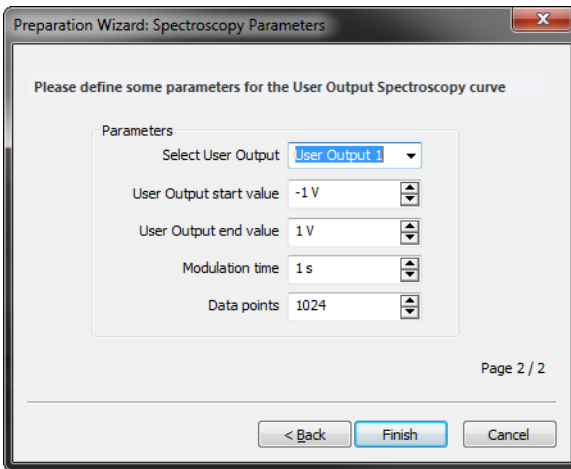 Preparation Wizard: Spectroscopy Parameters
Please define some parameters for the User Output Spectroscopy curve
Parameters
Select User Output User Output 1
User Output start value -1 V
User Output end value 1 V
Modulation time 1 s
Data points 1024
Page 2 / 2
< Back Finish Cancel